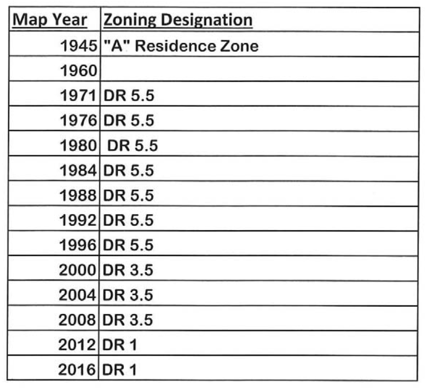 Map Year Zoning Designation
1945 "A" Residence Zone
1960
1971 DR 5.5
1976 DR 5.5
1980 DR 5.5
1984 DR 5.5
1988 DR 5.5
1992 DR 5.5
1996 DR 5.5
2000 DR 3.5
2004 DR 3.5
2008 DR 3.5
2012 DR 1
2016 DR 1